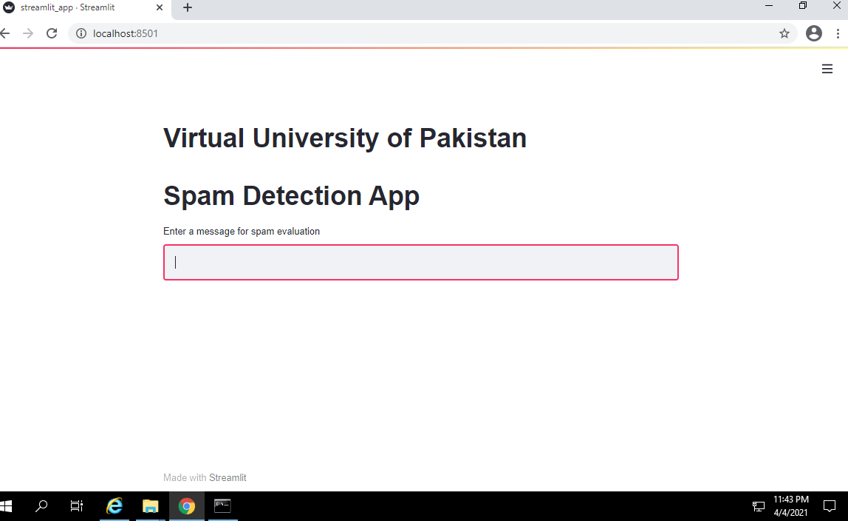 streamlit_app · Streamlit
localhost:8501
Virtual University of Pakistan
Spam Detection App
Enter a message for spam evaluation
Made with Streamlit
11:43 PM
4/4/2021